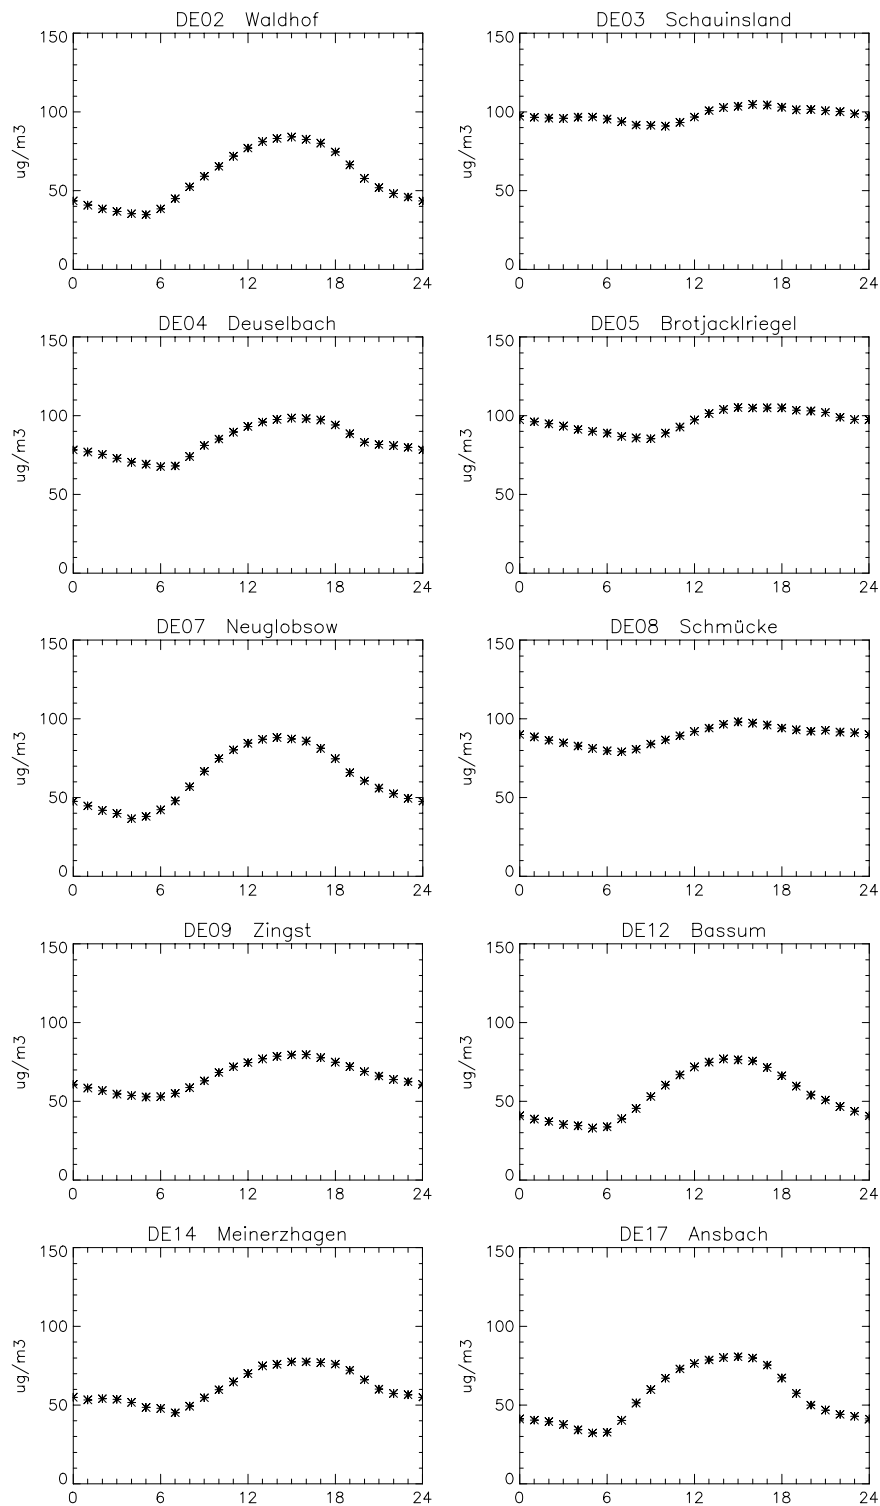 DE02 Waldhof
150
100
50
0
ug/m3
0 6 12 18 24
DE03 Schauinsland
150
100
50
0
ug/m3
0 6 12 18 24
DE04 Deuselbach
150
100
50
0
ug/m3
0 6 12 18 24
DE05 Brotjacklriegel
150
100
50
0
ug/m3
0 6 12 18 24
DE07 Neuglobsow
150
100
50
0
ug/m3
0 6 12 18 24
DE08 Schmücke
150
100
50
0
ug/m3
0 6 12 18 24
DE09 Zingst
150
100
50
0
ug/m3
0 6 12 18 24
DE12 Bassum
150
100
50
0
ug/m3
0 6 12 18 24
DE14 Meinerzhagen
150
100
50
0
ug/m3
0 6 12 18 24
DE17 Ansbach
150
100
50
0
ug/m3
0 6 12 18 24